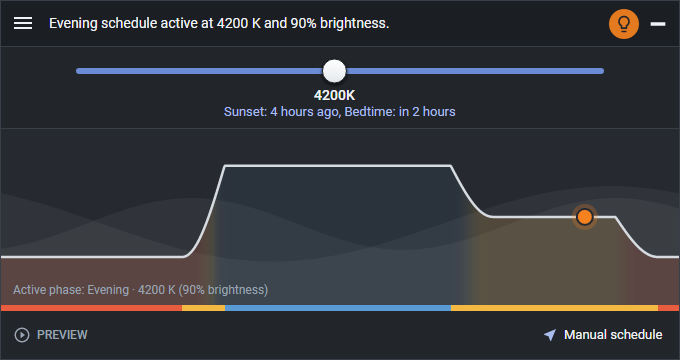 Evening schedule active at 4200 K and 90% brightness.
4200K
Sunset: 4 hours ago, Bedtime: in 2 hours
Active phase: Evening · 4200 K (90% brightness)
PREVIEW
Manual schedule